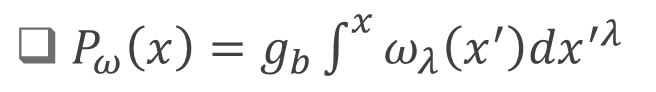 ❑ 𝑃_𝜔(𝑥) = 𝑔_𝑏 ∫^𝑥 𝜔_𝜆(𝑥′)𝑑𝑥′^𝜆